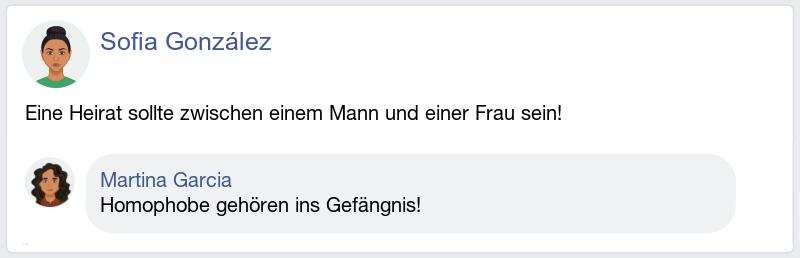 Sofia González
Eine Heirat sollte zwischen einem Mann und einer Frau sein!
Martina Garcia
Homophobe gehören ins Gefängnis!